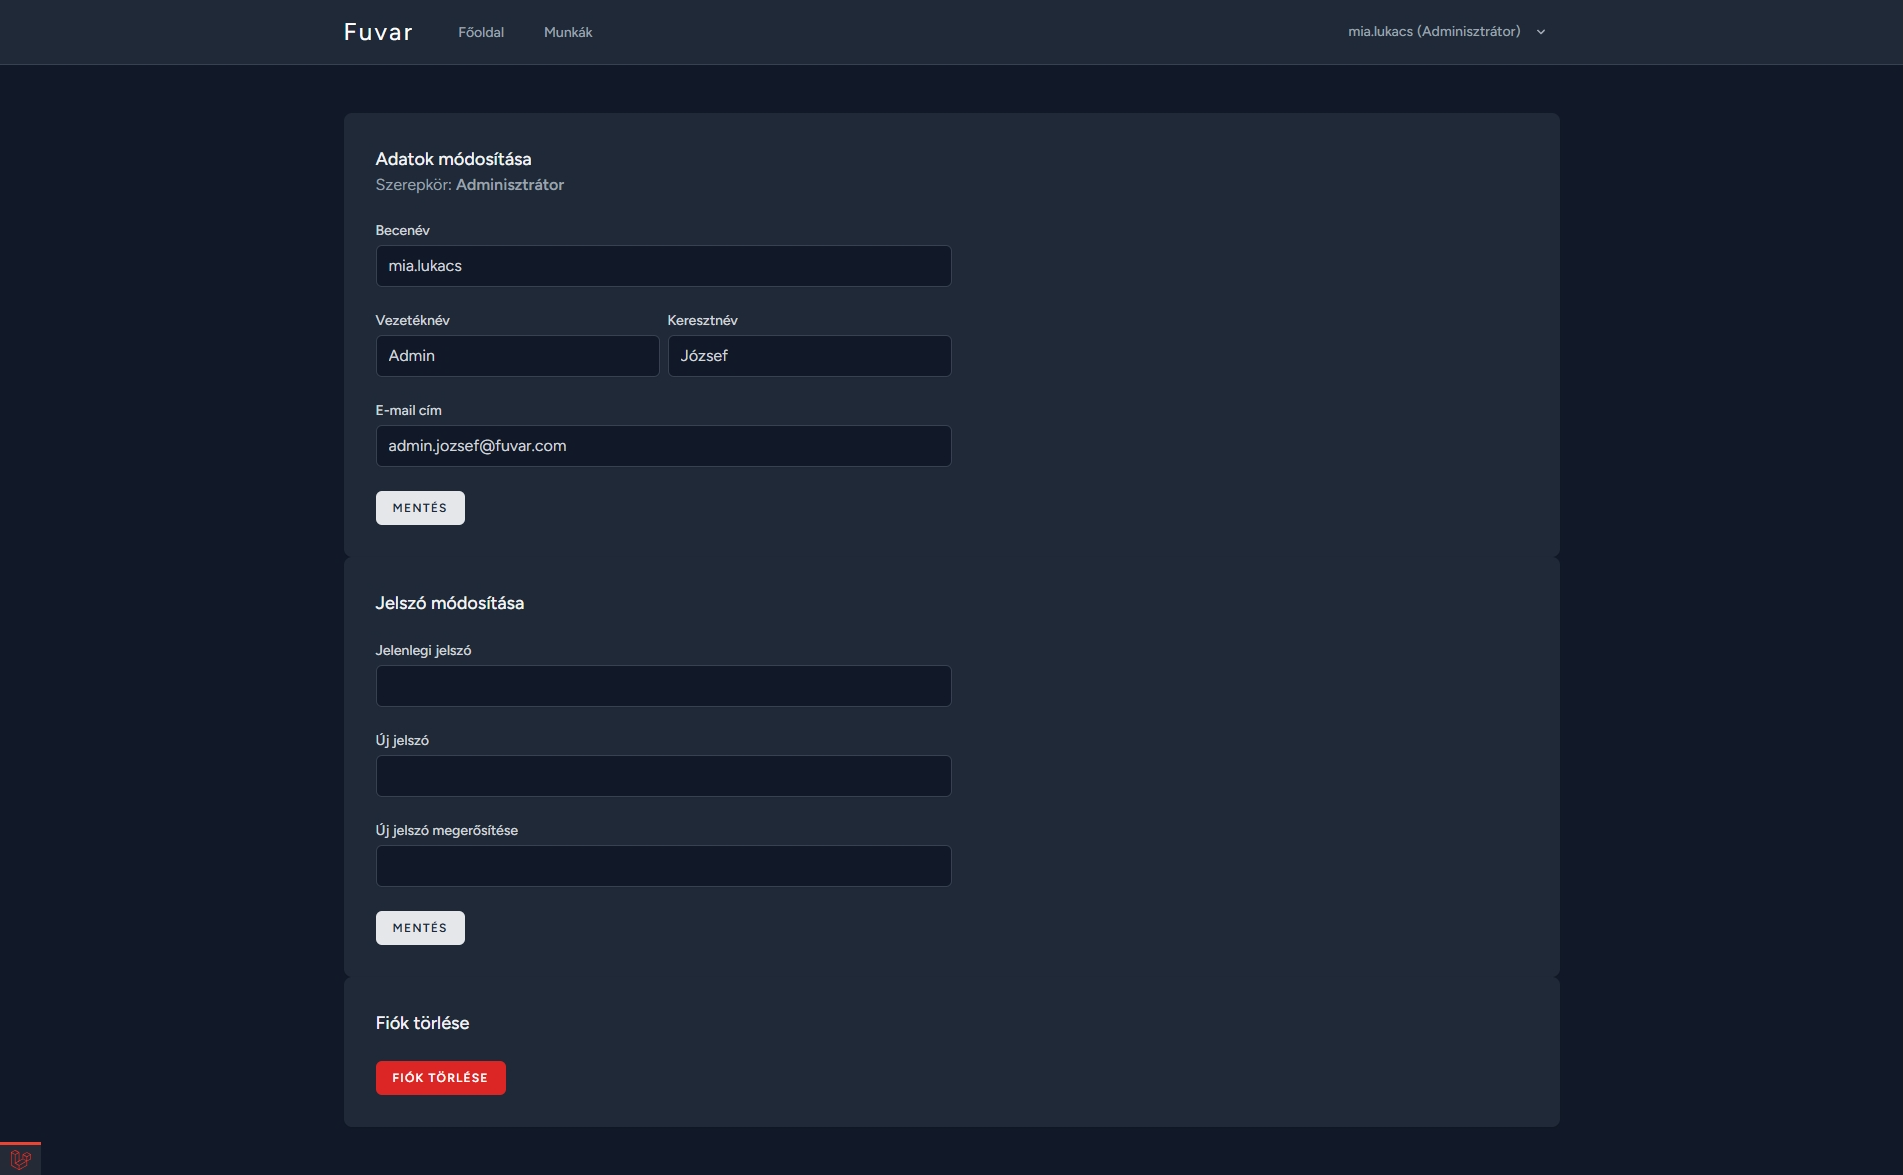 Fuvar Főoldal Munkák mia.lukacs (Adminisztrátor)
Adatok módosítása
Szerepkör: Adminisztrátor
Becenév
mia.lukacs
Vezetéknév Keresztnév
Admin József
E-mail cím
admin.jozsef@fuvar.com
MENTÉS
Jelszó módosítása
Jelenlegi jelszó
Új jelszó
Új jelszó megerősítése
MENTÉS
Fiók törlése
FIÓK TÖRLÉSE